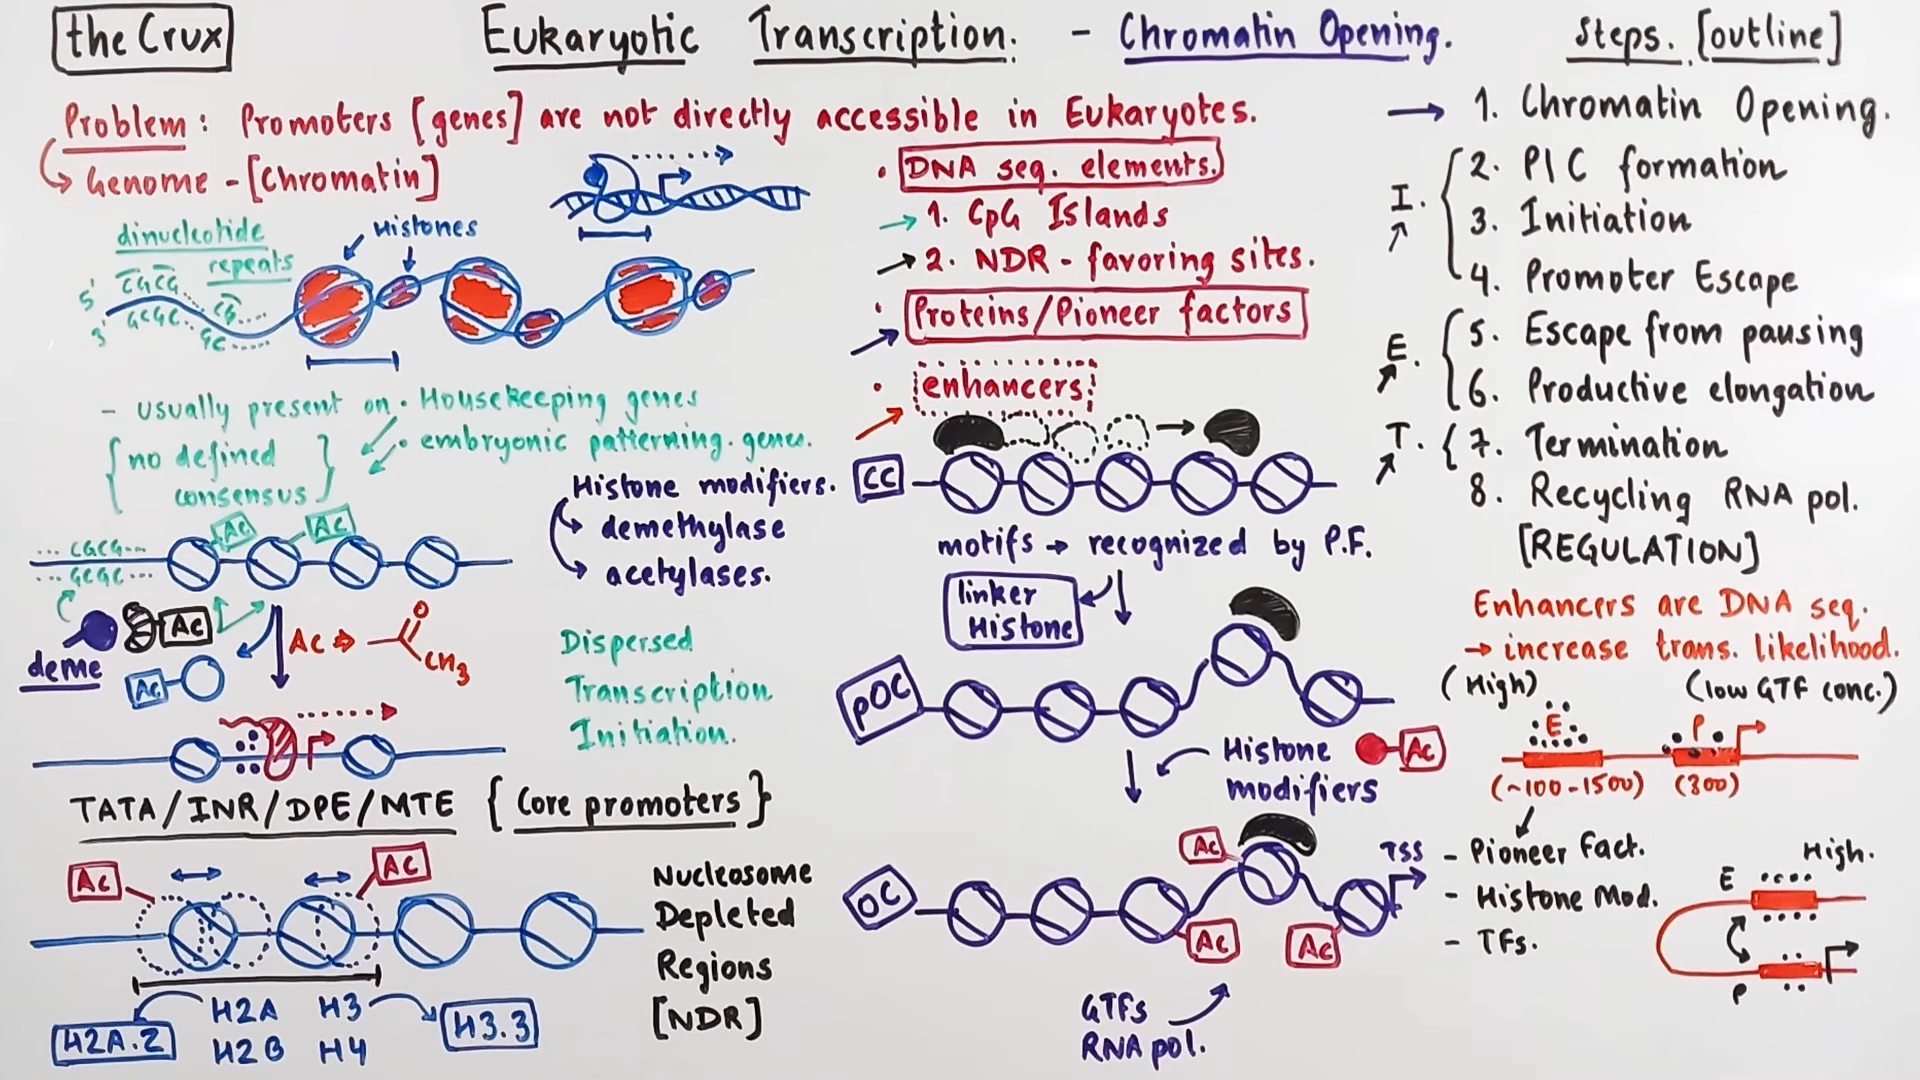 the Crux
Eukaryotic Transcription. - Chromatin Opening.
Problem: Promoters [genes] are not directly accessible in Eukaryotes.
Genome - [Chromatin]
dinucleotide
repeats
Histones
5'
3'
CGCG..
GCGC..
CG....
GC.....
- usually present on • Housekeeping genes
• embryonic patterning. genes.
{no defined
consensus}
Ac
Ac
... CGCG...
... GCGC...
Histone modifiers.
demethylase
acetylases.
deme
Ac
Ac
Ac ⇒
O
CH3
Dispersed
Transcription
Initiation.
TATA/INR/DPE/MTE {Core promoters}
Ac
Ac
Nucleosome
Depleted
Regions
[NDR]
H2A H3
H2B H4
H2A.Z
H3.3
• DNA seq. elements.
→ 1. CpG Islands
→ 2. NDR - favoring sites.
• Proteins/Pioneer factors
• enhancers
CC
motifs → recognized by P.F.
linker
Histone
pOC
Histone
modifiers
Ac
OC
Ac
Ac
Ac
TSS
GTFs
RNA pol.
Steps. [outline]
→ 1. Chromatin Opening.
I.
2. PIC formation
3. Initiation
4. Promoter Escape
E.
5. Escape from pausing
6. Productive elongation
T. { 7. Termination
8. Recycling RNA pol.
[REGULATION]
Enhancers are DNA seq.
→ increase trans. likelihood.
(High) (low GTF conc.)
E P
(~100-1500) (300)
- Pioneer Fact.
- Histone Mod.
- TFs.
High.
E
P